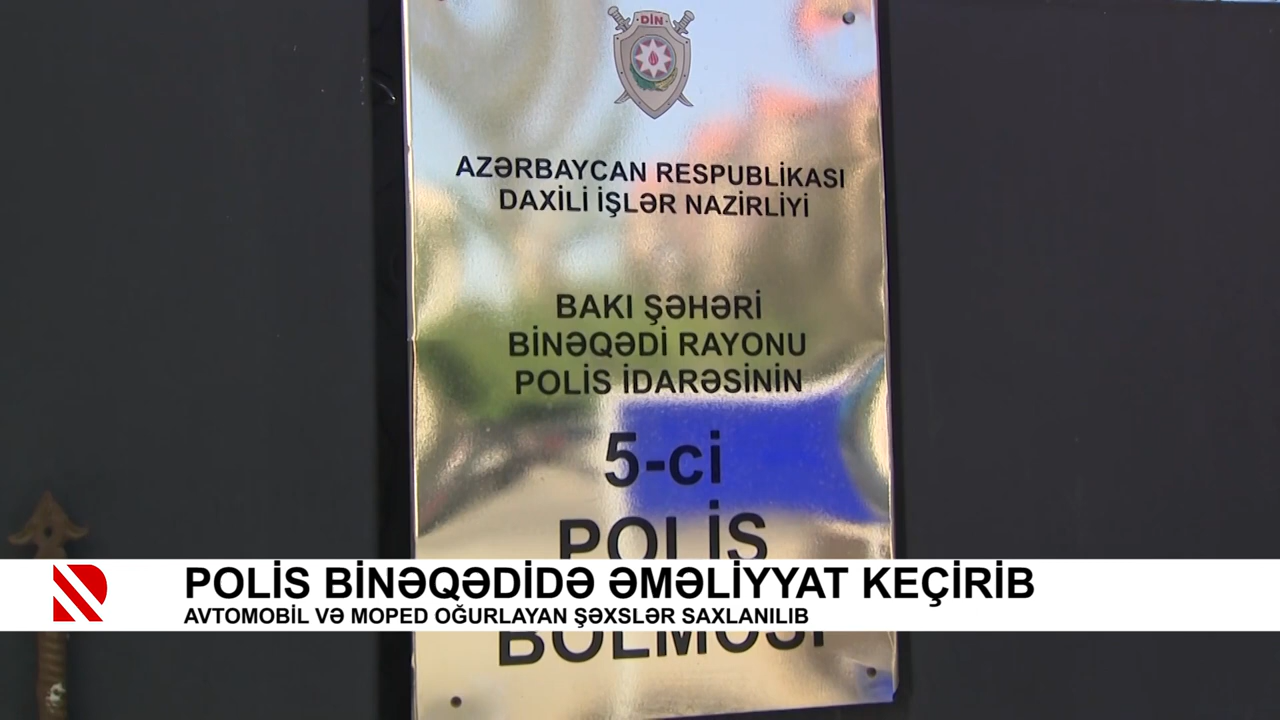 DİN
AZƏRBAYCAN RESPUBLİKASI
DAXİLİ İŞLƏR NAZİRLİYİ
BAKI ŞƏHƏRİ
BİNƏQƏDİ RAYONU
POLİS İDARƏSİNİN
5-ci
POLİS
POLİS BİNƏQƏDİDƏ ƏMƏLİYYAT KEÇİRİB
AVTOMOBİL VƏ MOPED OĞURLAYAN ŞƏXSLƏR SAXLANILIB